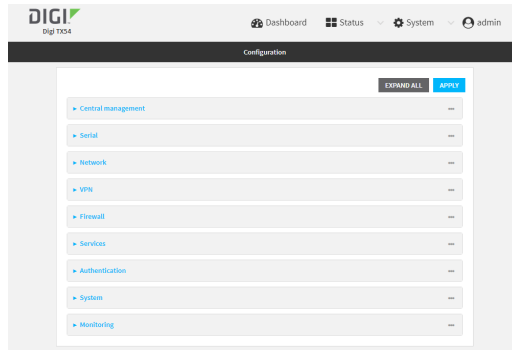 DIGI
Digi TX54
Dashboard Status System admin
Configuration
EXPAND ALL APPLY
Central management
Serial
Network
VPN
Firewall
Services
Authentication
System
Monitoring